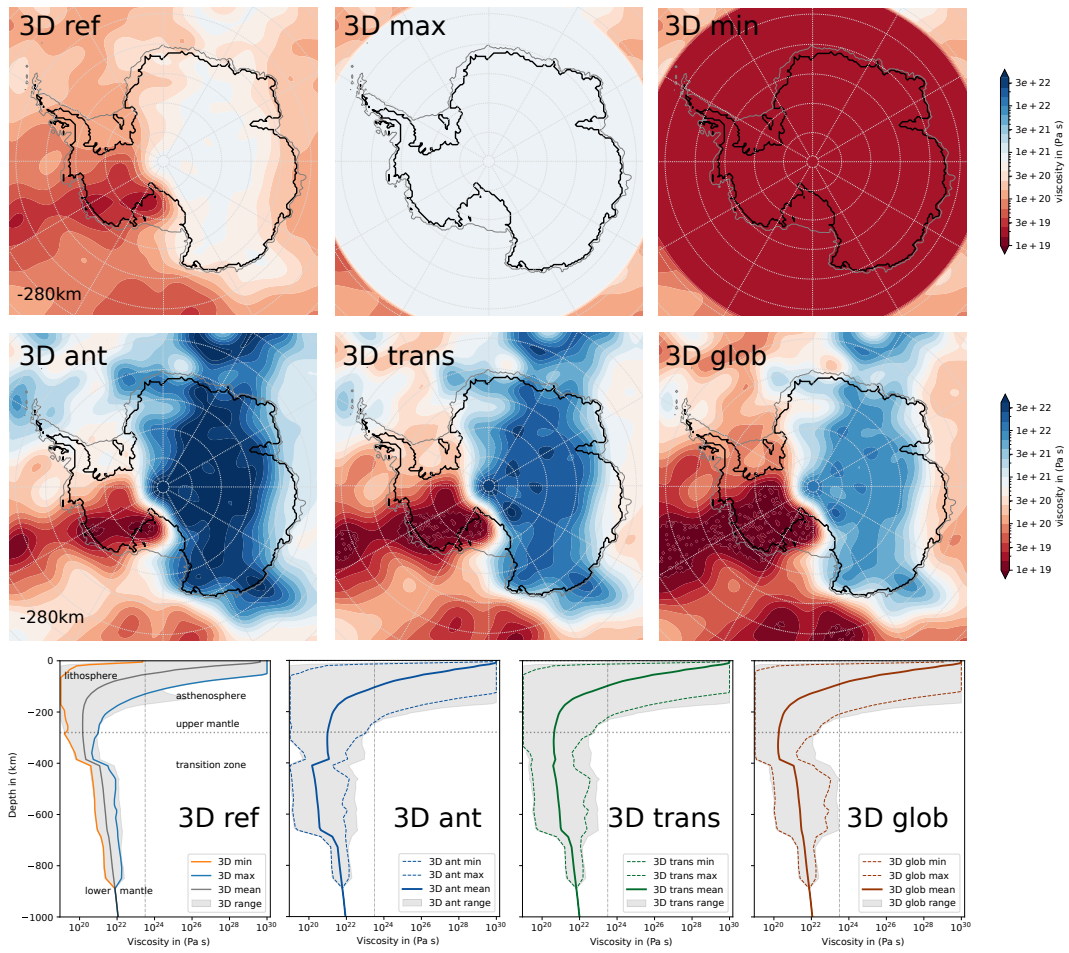 3D ref
3D max
3D min
-280km
3e + 22
1e + 22
3e + 21
1e + 21
3e + 20
1e + 20
3e + 19
1e + 19
viscosity in (Pa s)
3D ant
3D trans
3D glob
-280km
3e + 22
1e + 22
3e + 21
1e + 21
3e + 20
1e + 20
3e + 19
1e + 19
viscosity in (Pa s)
Depth in (km)
0
−200
−400
−600
−800
−1000
lithosphere
asthenosphere
upper mantle
transition zone
3D ref
3D min
3D max
3D mean
3D range
lower mantle
10^20 10^22 10^24 10^26 10^28 10^30
Viscosity in (Pa s)
3D ant
3D ant min
3D ant max
3D ant mean
3D ant range
10^20 10^22 10^24 10^26 10^28 10^30
Viscosity in (Pa s)
3D trans
3D trans min
3D trans max
3D trans mean
3D trans range
10^20 10^22 10^24 10^26 10^28 10^30
Viscosity in (Pa s)
3D glob
3D glob min
3D glob max
3D glob mean
3D glob range
10^20 10^22 10^24 10^26 10^28 10^30
Viscosity in (Pa s)